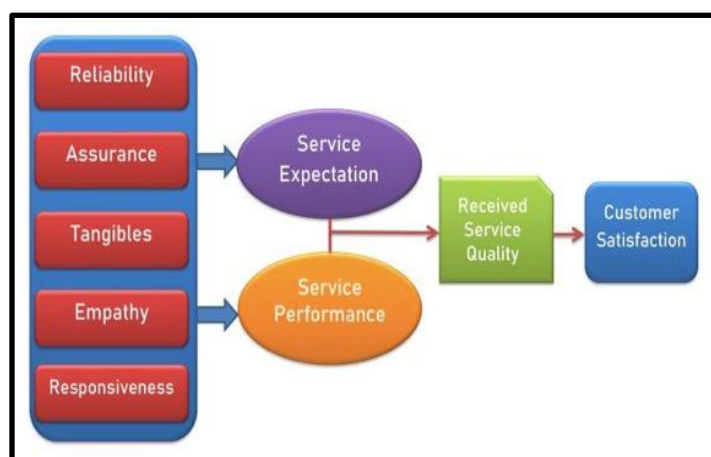 Reliability
Assurance
Tangibles
Empathy
Responsiveness
Service
Expectation
Service
Performance
Received
Service
Quality
Customer
Satisfaction